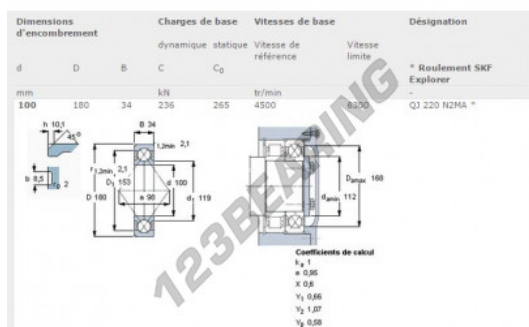 Dimensions d'encombrement Charges de base Vitesses de base Désignation
dynamique statique Vitesse de référence Vitesse limite
d D B C C0 * Roulement SKF Explorer
mm kN tr/min -
100 180 34 236 265 4500 6300 QJ 220 N2MA *
h 10,1
45°
b 8,5
r0 2
B 34
r1,2min 2,1
r1,2min 2,1
D1 153
D 180
a 98
d 100
d1 119
Damax 168
damin 112
Coefficients de calcul
ka 1
e 0,95
X 0,6
Y1 0,66
Y2 1,07
Y0 0,58
123BEARING